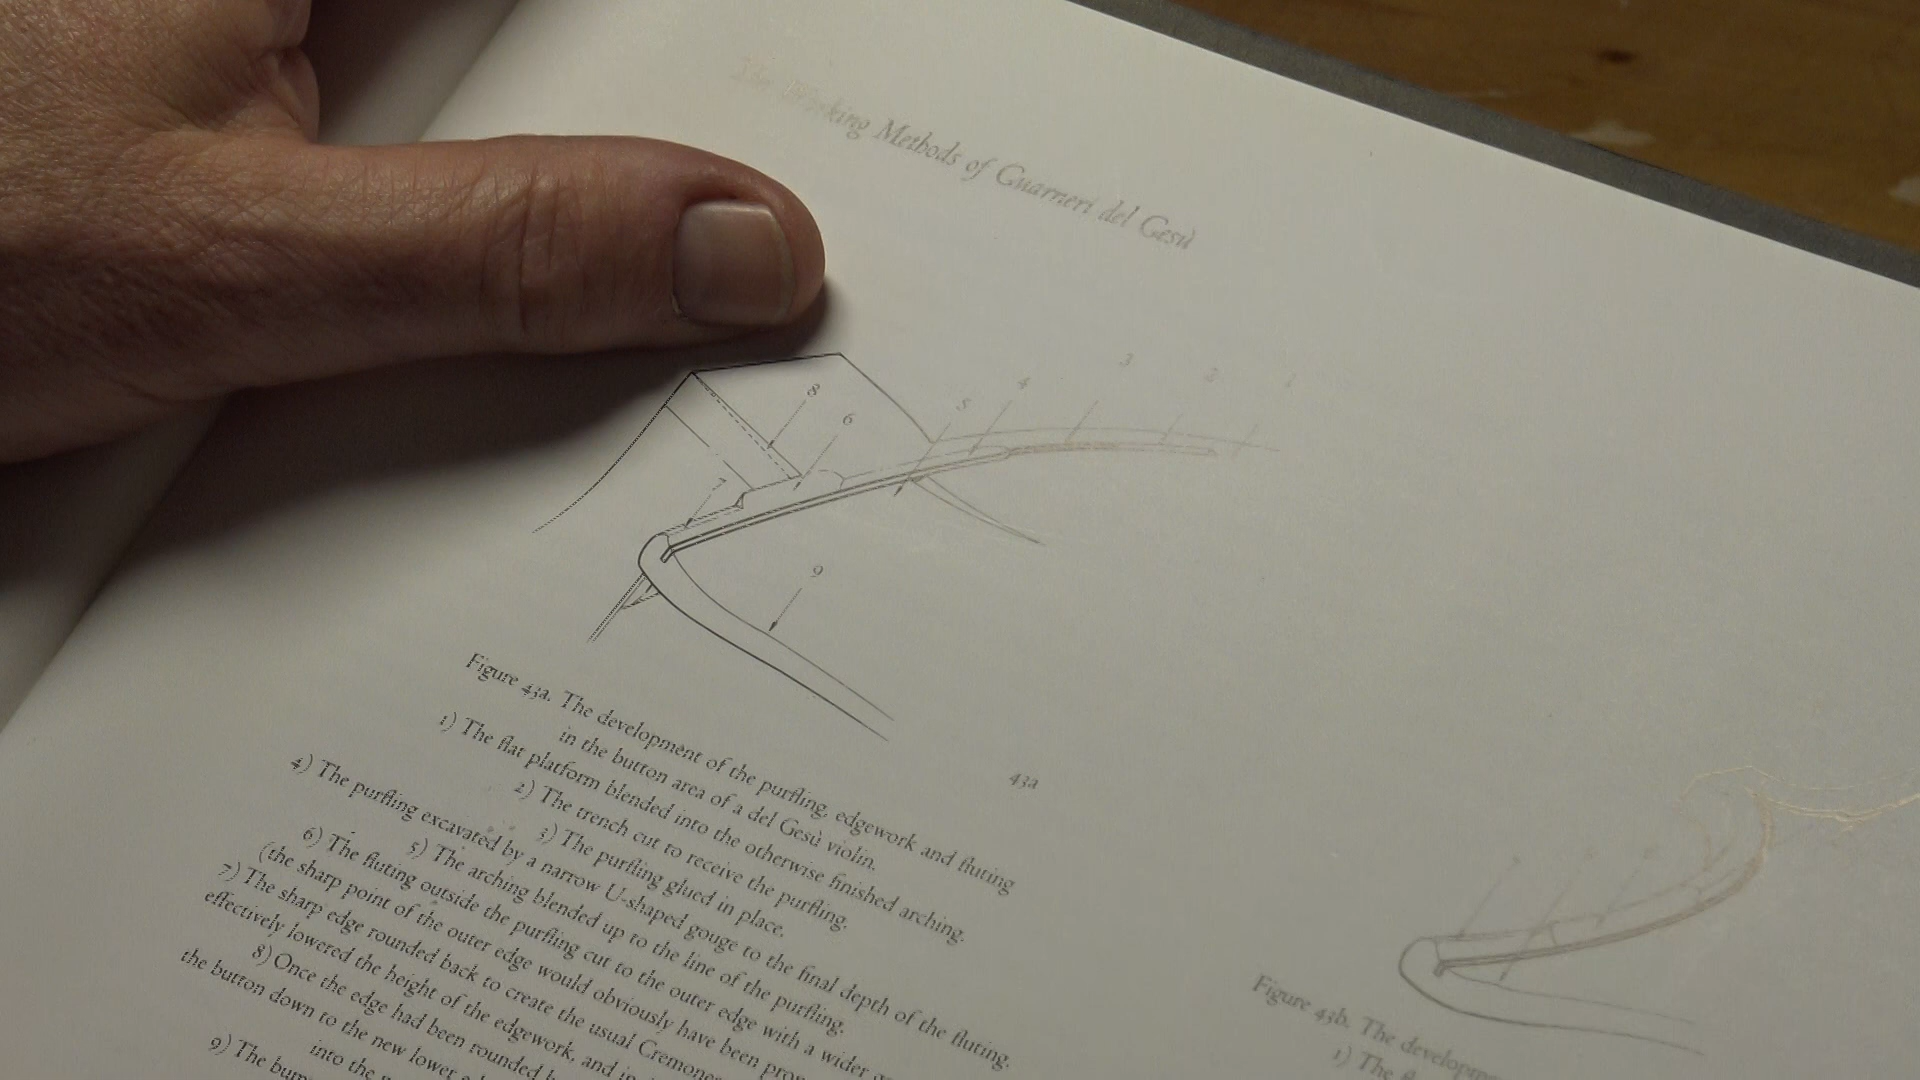 The Working Methods of Guarneri del Gesù
3
2
1
4
5
8
6
7
9
Figure 43a. The development of the purfling, edgework and fluting
in the button area of a del Gesù violin.
43a
1) The flat platform blended into the otherwise finished arching.
2) The trench cut to receive the purfling.
3) The purfling glued in place.
4) The purfling excavated by a narrow U-shaped gouge to the final depth of the fluting.
5) The arching blended up to the line of the purfling.
6) The fluting outside the purfling cut to the outer edge with a wider
(the sharp point of the outer edge would obviously have been
7) The sharp edge rounded back to create the usual
effectively lowered the height of the edgework, and
8) Once the edge had been rounded
the button down to the new lower
9) The
into the
Figure 43b. The
1) The